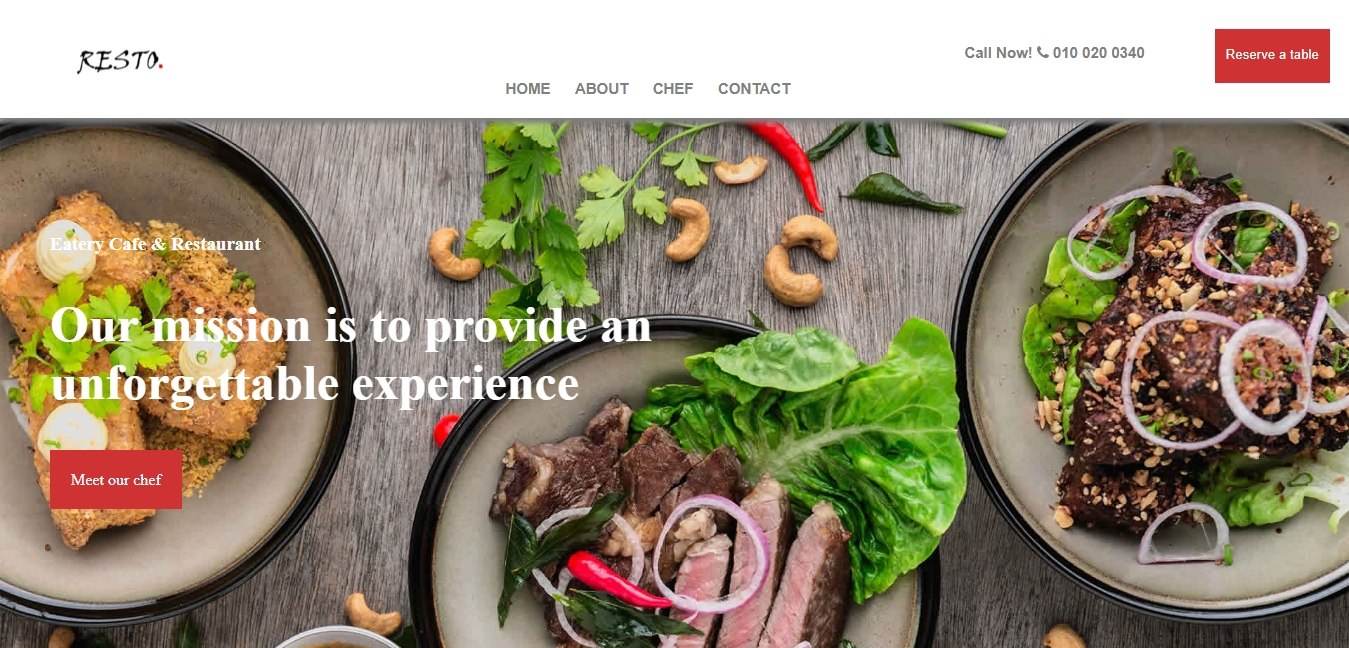 RESTO.
Call Now! 010 020 0340
Reserve a table
HOME ABOUT CHEF CONTACT
Eatery Cafe & Restaurant
Our mission is to provide an
unforgettable experience
Meet our chef